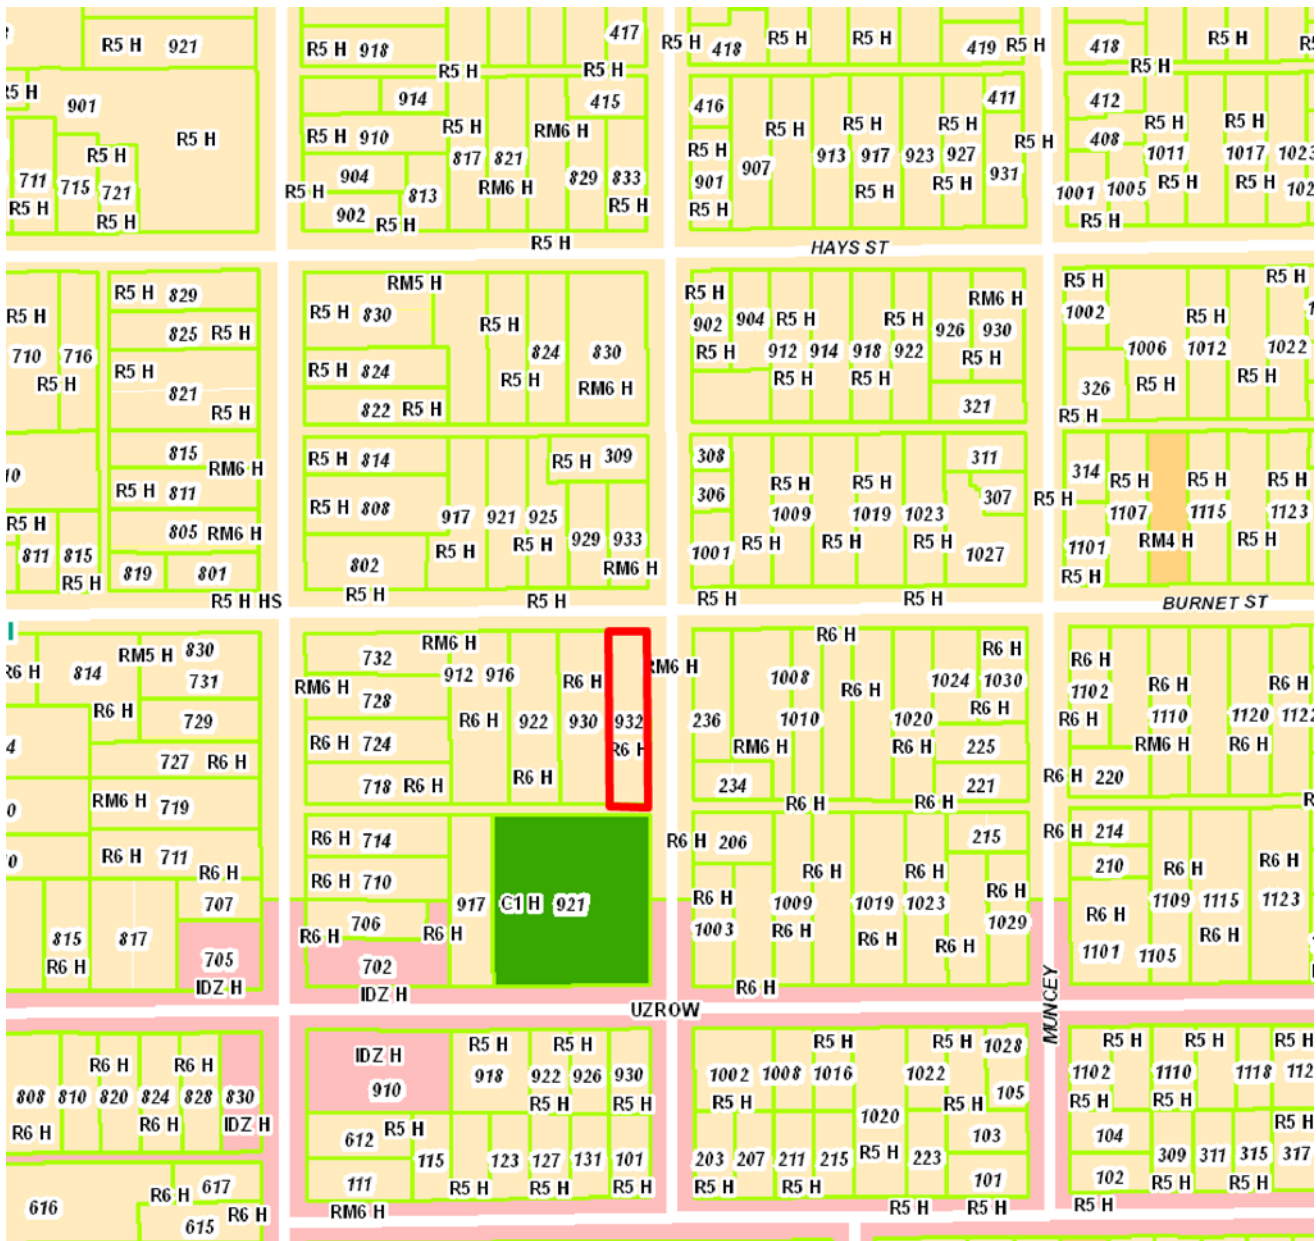 R5 H 921
R5 H 918
417
R5 H
418
R5 H
R5 H
419
R5 H
418
R5 H
R5 H
R5 H
R5 H
R5 H
901
914
415
416
411
412
R5 H
R5 H
R5 H 910
R5 H
RM6 H
R5 H
R5 H
R5 H
R5 H
408
R5 H
R5 H
711
715
R5 H
721
R5 H
R5 H
904
R5 H
902
813
R5 H
817
821
RM6 H
829
833
R5 H
R5 H
901
R5 H
907
913
917
R5 H
923
927
R5 H
931
1001
1005
R5 H
1011
R5 H
1017
R5 H
1023
R5 H
HAYS ST
R5 H
710
716
R5 H
R5 H 829
825 R5 H
R5 H
821
R5 H
815
RM6 H
R5 H 811
805 RM6 H
819
801
R5 H HS
R5 H
811
815
R5 H
RM5 H
R5 H 830
R5 H 824
822 R5 H
R5 H
824
R5 H
830
RM6 H
R5 H 814
R5 H 808
802
R5 H
917
R5 H
921
925
R5 H
R5 H 309
929
933
RM6 H
R5 H
R5 H
902
904
R5 H
R5 H
912
R5 H
914
918
R5 H
R5 H
922
926
RM6 H
930
R5 H
321
308
306
1001
R5 H
R5 H
R5 H
1009
R5 H
R5 H
1019
1023
R5 H
R5 H
311
307
1027
R5 H
R5 H
1002
326
R5 H
1006
R5 H
R5 H
1012
R5 H
R5 H
1022
314
R5 H
1107
RM4 H
R5 H
1115
R5 H
R5 H
1123
1101
R5 H
BURNET ST
R6 H
814
RM5 H
830
731
R6 H
729
727 R6 H
RM6 H 719
R6 H 711
R6 H
707
815
R6 H
817
705
IDZ H
732
RM6 H
728
R6 H 724
718 R6 H
RM6 H
912
916
R6 H
922
R6 H
R6 H
930
932
R6 H
RM6 H
R6 H 714
R6 H 710
706
R6 H
R6 H
702
IDZ H
917
C1 H 921
236
RM6 H
234
1008
1010
R6 H
R6 H
R6 H
1020
R6 H
1024
R6 H
1030
R6 H
225
221
R6 H
R6 H
R6 H 206
R6 H
1003
R6 H
R6 H
1009
R6 H
R6 H
1019
R6 H
R6 H
1023
R6 H
215
R6 H
1029
R6 H
1102
R6 H
R6 H
1110
RM6 H
1120
R6 H
R6 H
1122
R6 H 220
R6 H 214
210
R6 H
1101
1105
R6 H
1109
1115
R6 H
R6 H
1123
UZROW
MUNCEY
808
R6 H
810
R6 H
820
824
R6 H
R6 H
828
830
IDZ H
616
R6 H
617
615
R6 H
IDZ H
910
R5 H
918
R5 H
922
R5 H
926
930
R5 H
612
R5 H
115
111
RM6 H
R5 H
123
127
R5 H
131
101
R5 H
1002
R5 H
1008
R5 H
1016
1020
R5 H
R5 H
1022
R5 H
1028
105
103
101
203
R5 H
207
211
R5 H
215
223
R5 H
R5 H
1102
R5 H
R5 H
1110
R5 H
R5 H
1118
R5 H
104
102
R5 H
309
R5 H
311
315
R5 H
R5 H
317